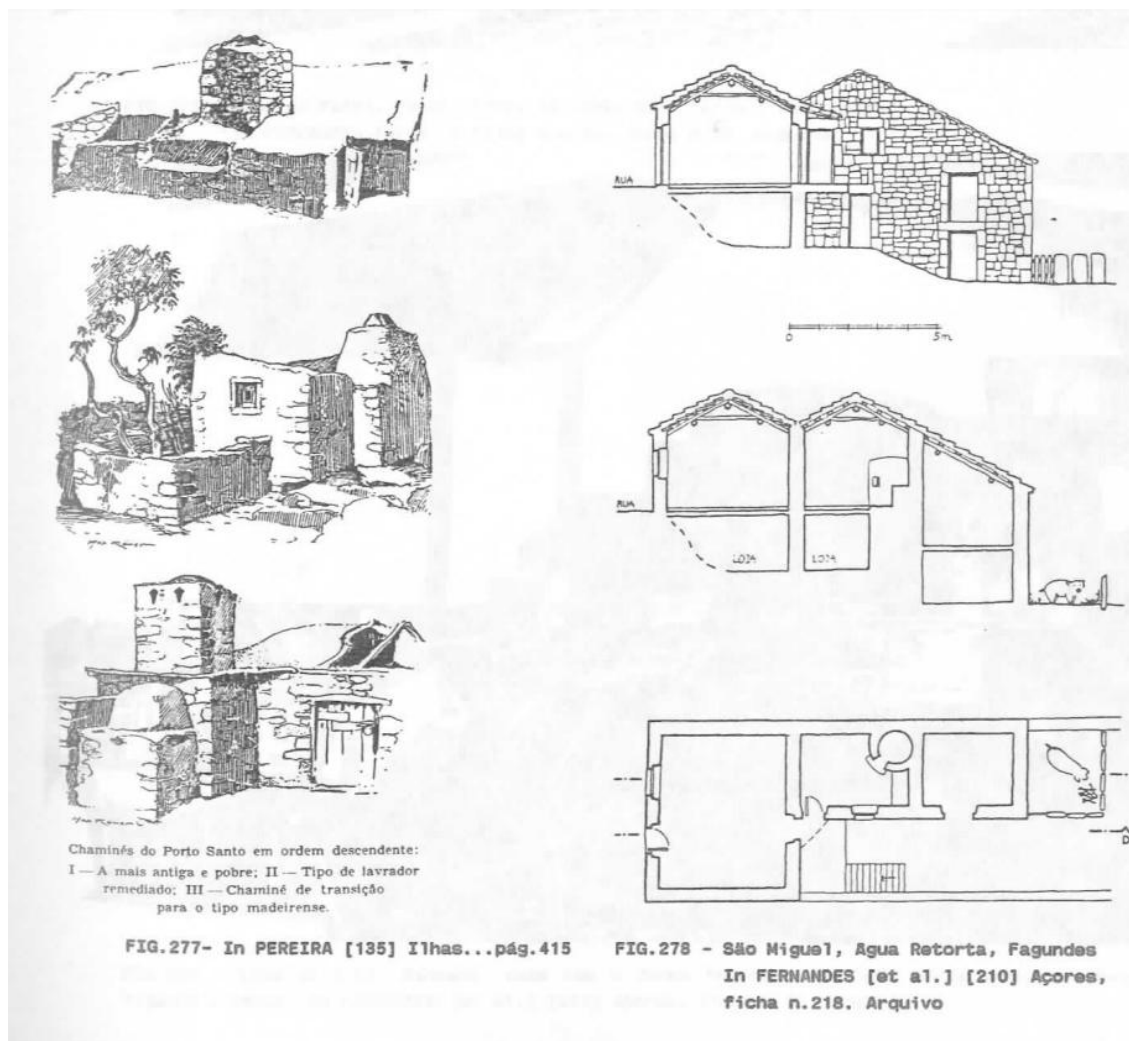 Chaminés do Porto Santo em ordem descendente:
I — A mais antiga e pobre; II — Tipo de lavrador
remediado; III — Chaminé de transição
para o tipo madeirense.
FIG.277- In PEREIRA [135] Ilhas...pág.415
RUA
0 5m
RUA
LOJA LOJA
FIG.278 - São Miguel, Agua Retorta, Fagundes
In FERNANDES [et al.] [210] Açores,
ficha n.218. Arquivo